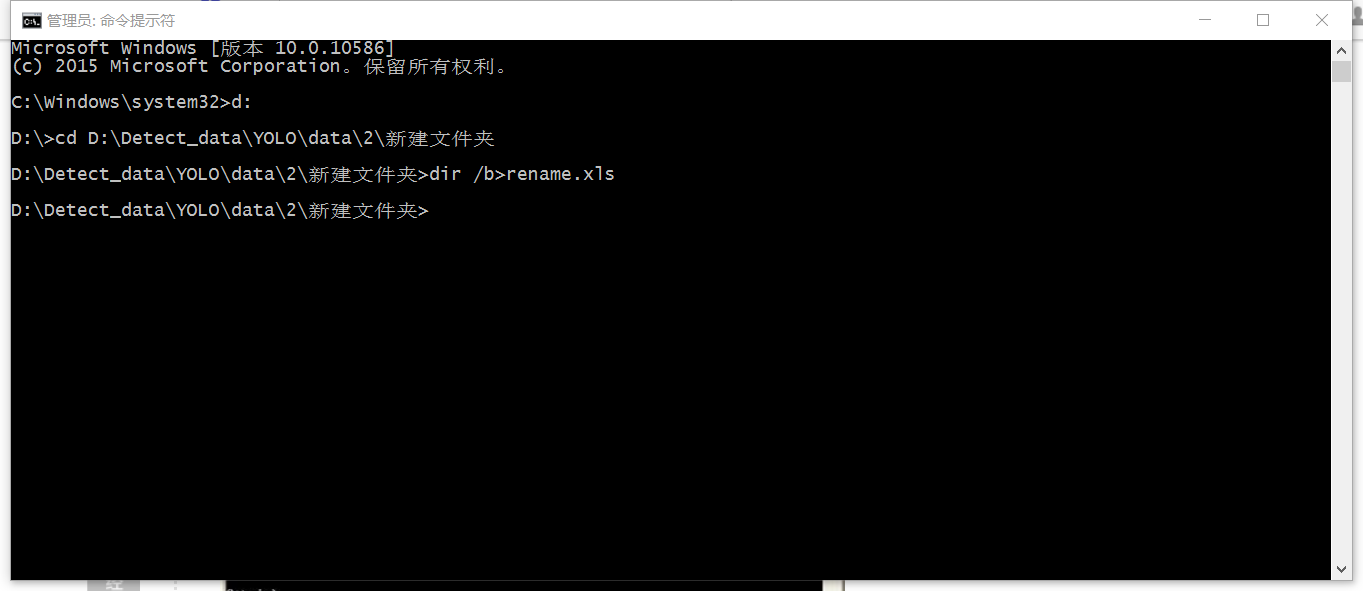 管理员: 命令提示符
Microsoft Windows [版本 10.0.10586]
(c) 2015 Microsoft Corporation。保留所有权利。
C:\Windows\system32>d:
D:\>cd D:\Detect_data\YOLO\data\2\新建文件夹
D:\Detect_data\YOLO\data\2\新建文件夹>dir /b>rename.xls
D:\Detect_data\YOLO\data\2\新建文件夹>